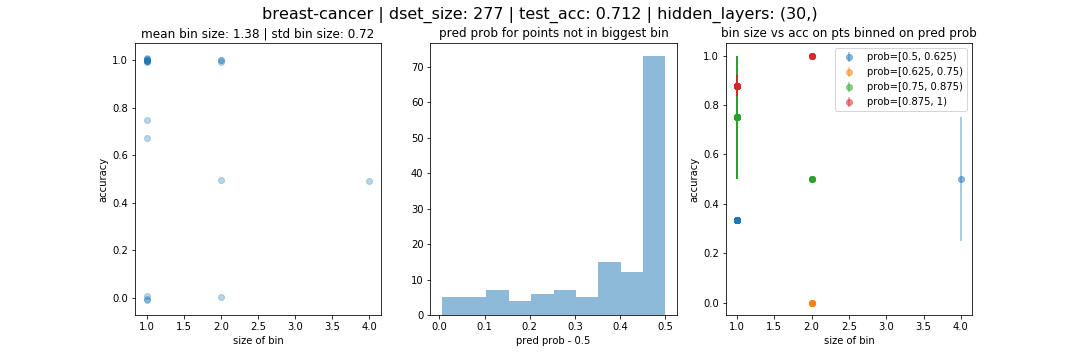 breast-cancer | dset_size: 277 | test_acc: 0.712 | hidden_layers: (30,)
mean bin size: 1.38 | std bin size: 0.72
accuracy
1.0
0.8
0.6
0.4
0.2
0.0
1.0 1.5 2.0 2.5 3.0 3.5 4.0
size of bin
pred prob for points not in biggest bin
70
60
50
40
30
20
10
0
0.0 0.1 0.2 0.3 0.4 0.5
pred prob - 0.5
bin size vs acc on pts binned on pred prob
prob=[0.5, 0.625)
prob=[0.625, 0.75)
prob=[0.75, 0.875)
prob=[0.875, 1)
accuracy
1.0
0.8
0.6
0.4
0.2
0.0
1.0 1.5 2.0 2.5 3.0 3.5 4.0
size of bin